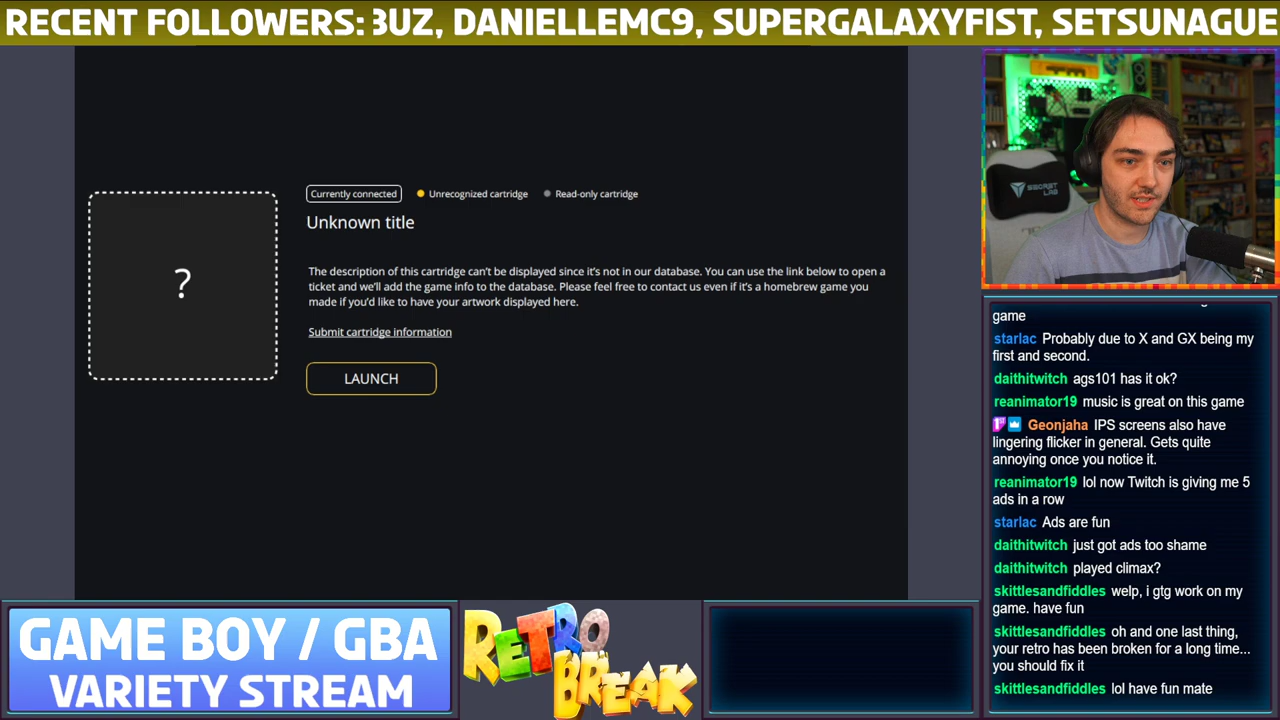 RECENT FOLLOWERS: 3UZ, DANIELLEMC9, SUPERGALAXYFIST, SETSUNAGUE
Currently connected
Unrecognized cartridge
Read-only cartridge
Unknown title
?
The description of this cartridge can't be displayed since it's not in our database. You can use the link below to open a
ticket and we'll add the game info to the database. Please feel free to contact us even if it's a homebrew game you
made if you'd like to have your artwork displayed here.
Submit cartridge information
LAUNCH
SECRET
LAB
game
starlac Probably due to X and GX being my
first and second.
daithitwitch ags101 has it ok?
reanimator19 music is great on this game
Geonjaha IPS screens also have
lingering flicker in general. Gets quite
annoying once you notice it.
reanimator19 lol now Twitch is giving me 5
ads in a row
starlac Ads are fun
daithitwitch just got ads too shame
daithitwitch played climax?
skittlesandfiddles welp, i gtg work on my
game. have fun
skittlesandfiddles oh and one last thing,
your retro has been broken for a long time...
you should fix it
skittlesandfiddles lol have fun mate
GAME BOY / GBA
VARIETY STREAM
RETRO
BREAK